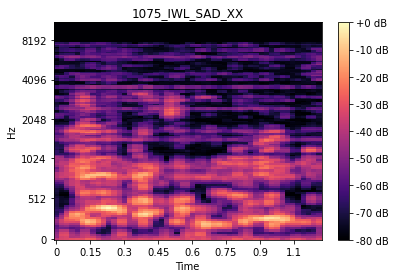 1075_IWL_SAD_XX
+0 dB
8192
-10 dB
4096
-20 dB
-30 dB
2048
Hz
-40 dB
1024
-50 dB
512
-60 dB
-70 dB
0
-80 dB
0 0.15 0.3 0.45 0.6 0.75 0.9 1.1
Time